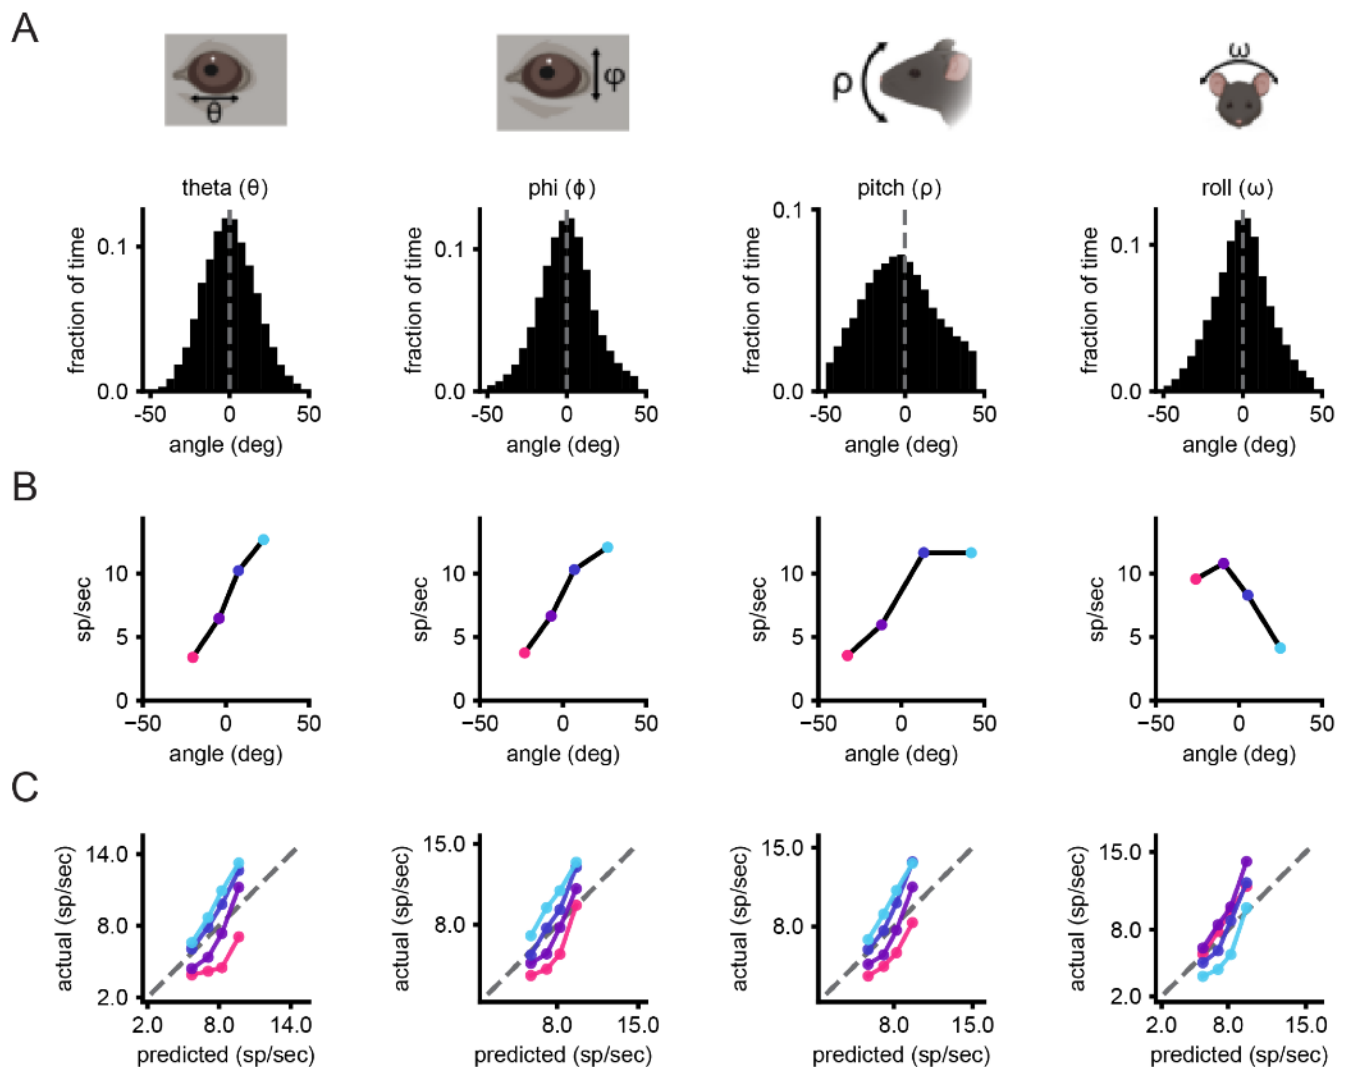 A
θ
φ
ρ
ω
theta (θ)
phi (ϕ)
pitch (ρ)
roll (ω)
fraction of time
0.1
0.0
-50 0 50
angle (deg)
fraction of time
0.1
0.0
-50 0 50
angle (deg)
fraction of time
0.1
0.0
-50 0 50
angle (deg)
fraction of time
0.1
0.0
-50 0 50
angle (deg)
B
sp/sec
10
5
0
−50 0 50
angle (deg)
sp/sec
10
5
0
−50 0 50
angle (deg)
sp/sec
10
5
0
−50 0 50
angle (deg)
sp/sec
10
5
0
−50 0 50
angle (deg)
C
actual (sp/sec)
14.0
8.0
2.0
2.0 8.0 14.0
predicted (sp/sec)
actual (sp/sec)
15.0
8.0
8.0 15.0
predicted (sp/sec)
actual (sp/sec)
15.0
8.0
8.0 15.0
predicted (sp/sec)
actual (sp/sec)
15.0
8.0
2.0
2.0 8.0 15.0
predicted (sp/sec)